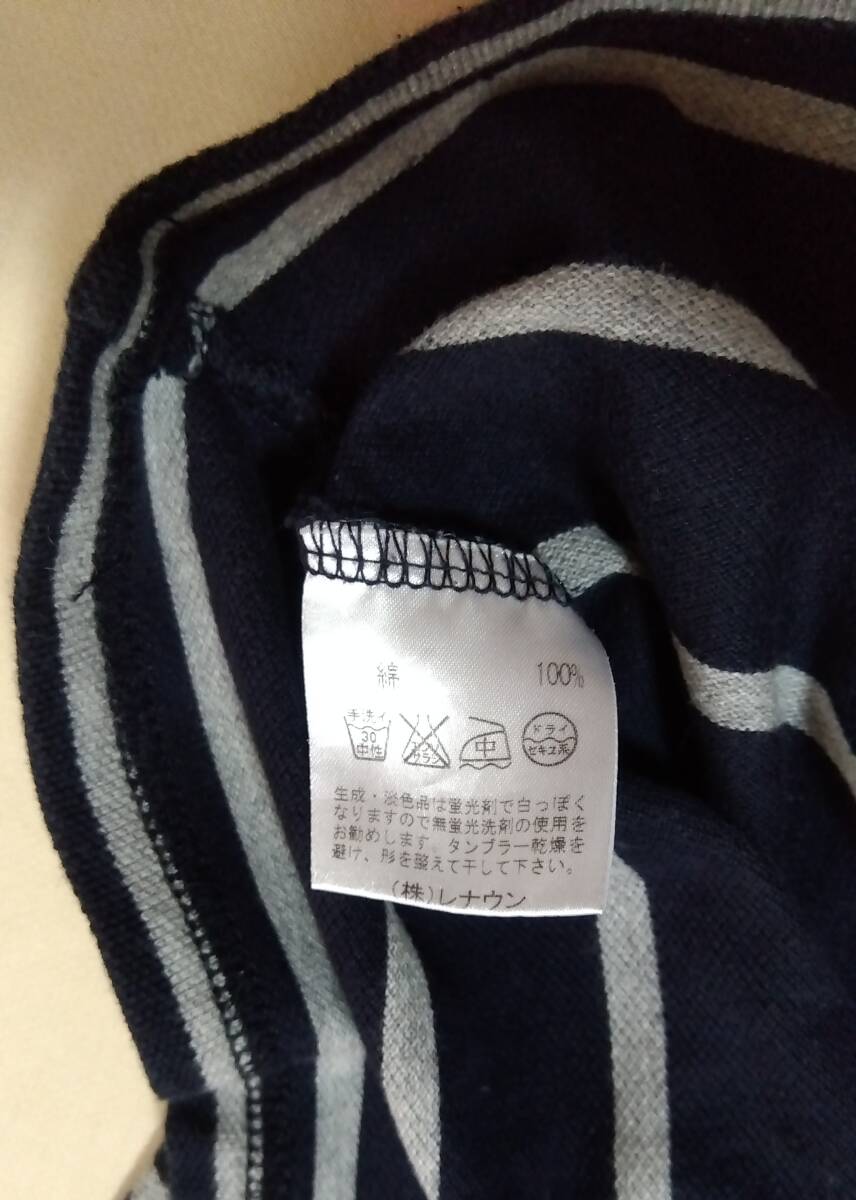 綿 100%
手洗イ 30 中性 エンソ サラシ 中 ドライ セキユ系
生成・淡色品は蛍光剤で白っぽく
なりますので無蛍光洗剤の使用を
お勧めします。タンブラー乾燥を
避け、形を整えて干して下さい。
(株)レナウン